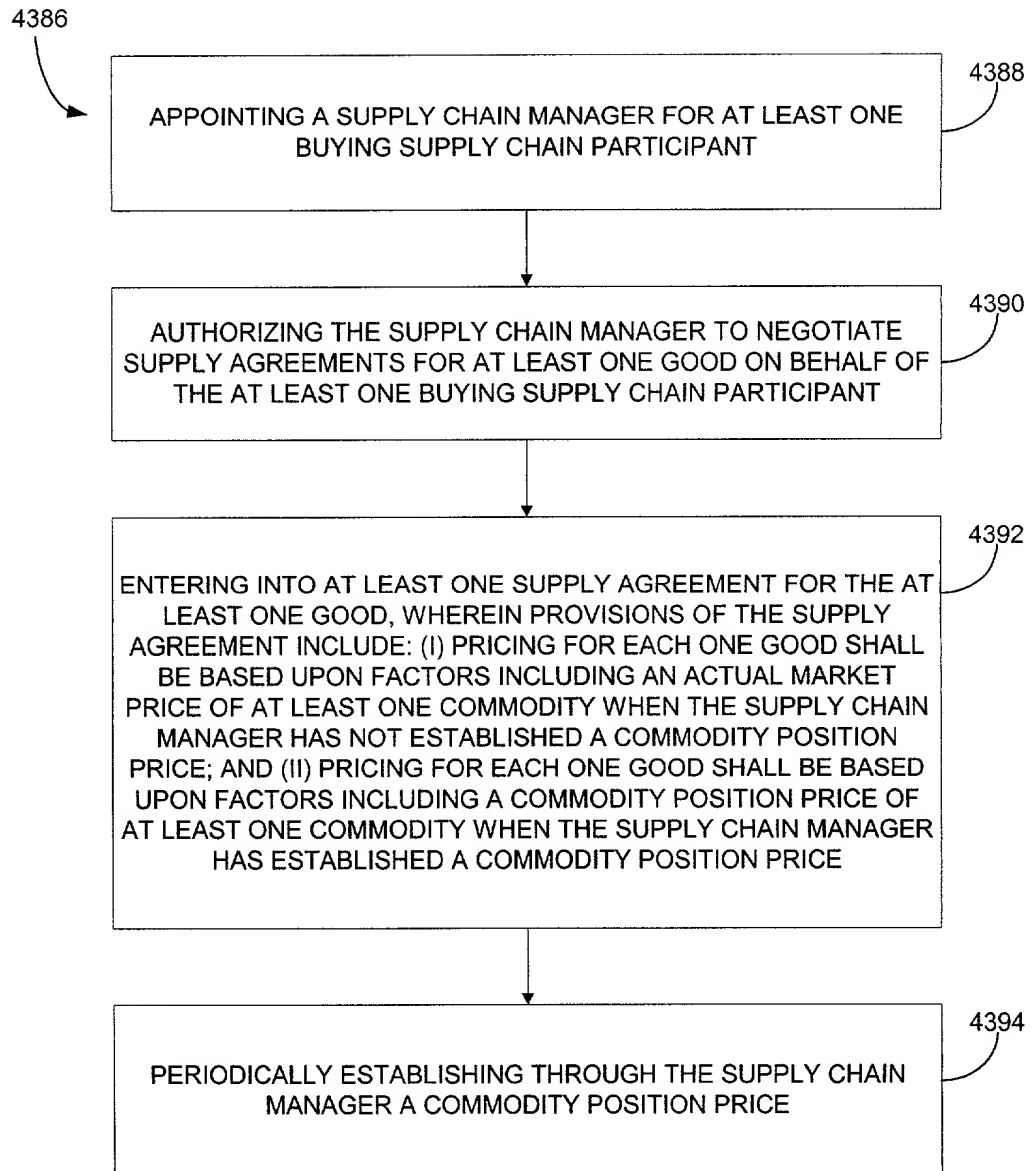 4386
4388
APPOINTING A SUPPLY CHAIN MANAGER FOR AT LEAST ONE
BUYING SUPPLY CHAIN PARTICIPANT
4390
AUTHORIZING THE SUPPLY CHAIN MANAGER TO NEGOTIATE
SUPPLY AGREEMENTS FOR AT LEAST ONE GOOD ON BEHALF OF
THE AT LEAST ONE BUYING SUPPLY CHAIN PARTICIPANT
4392
ENTERING INTO AT LEAST ONE SUPPLY AGREEMENT FOR THE AT
LEAST ONE GOOD, WHEREIN PROVISIONS OF THE SUPPLY
AGREEMENT INCLUDE: (I) PRICING FOR EACH ONE GOOD SHALL
BE BASED UPON FACTORS INCLUDING AN ACTUAL MARKET
PRICE OF AT LEAST ONE COMMODITY WHEN THE SUPPLY CHAIN
MANAGER HAS NOT ESTABLISHED A COMMODITY POSITION
PRICE; AND (II) PRICING FOR EACH ONE GOOD SHALL BE BASED
UPON FACTORS INCLUDING A COMMODITY POSITION PRICE OF
AT LEAST ONE COMMODITY WHEN THE SUPPLY CHAIN MANAGER
HAS ESTABLISHED A COMMODITY POSITION PRICE
4394
PERIODICALLY ESTABLISHING THROUGH THE SUPPLY CHAIN
MANAGER A COMMODITY POSITION PRICE